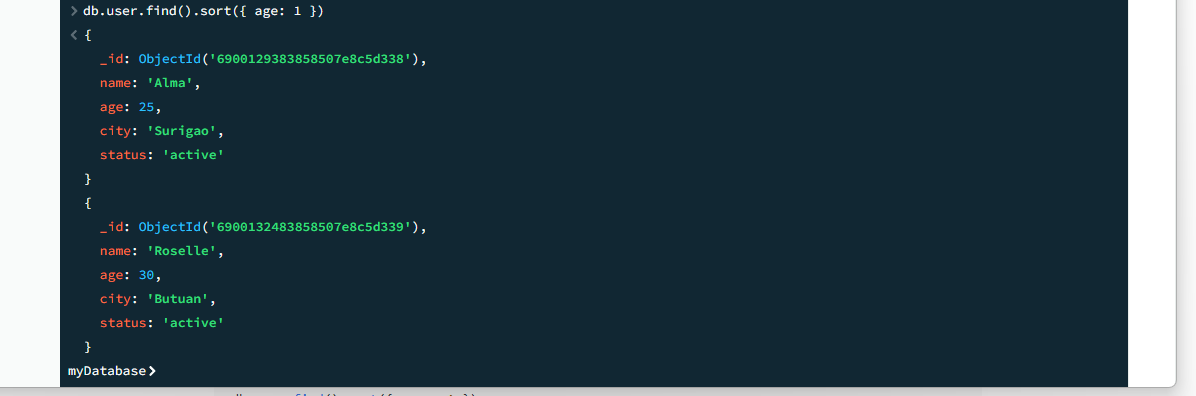 > db.user.find().sort({ age: 1 })
< {
_id: ObjectId('6900129383858507e8c5d338'),
name: 'Alma',
age: 25,
city: 'Surigao',
status: 'active'
}
{
_id: ObjectId('6900132483858507e8c5d339'),
name: 'Roselle',
age: 30,
city: 'Butuan',
status: 'active'
}
myDatabase>